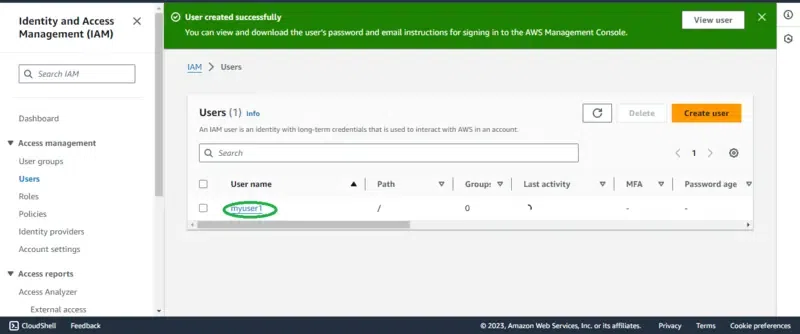 Identity and Access
Management (IAM)
Search IAM
Dashboard
Access management
User groups
Users
Roles
Policies
Identity providers
Account settings
Access reports
Access Analyzer
External access
User created successfully
You can view and download the user's password and email instructions for signing in to the AWS Management Console.
View user
IAM > Users
Users (1) Info
An IAM user is an identity with long-term credentials that is used to interact with AWS in an account.
Delete
Create user
Search
1
User name Path Groups Last activity MFA Password age
myuser1 / 0 - -
CloudShell Feedback © 2023, Amazon Web Services, Inc. or its affiliates. Privacy Terms Cookie preferences